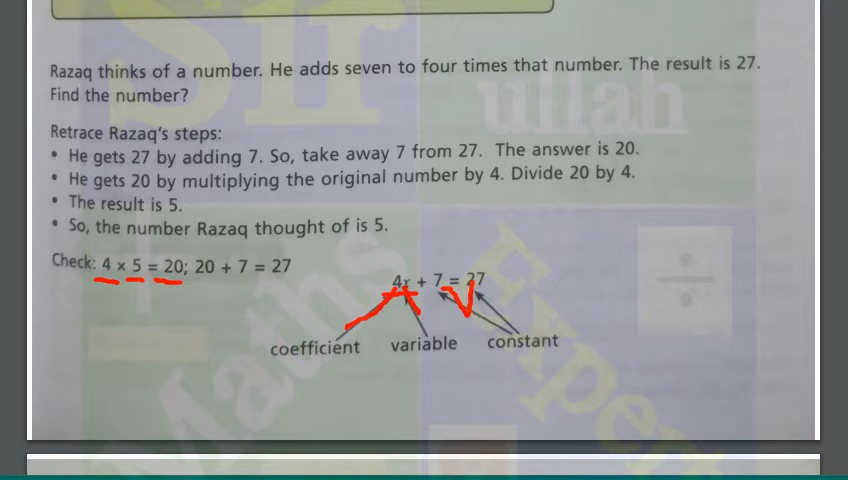 Razaq thinks of a number. He adds seven to four times that number. The result is 27.
Find the number?
Retrace Razaq's steps:
• He gets 27 by adding 7. So, take away 7 from 27. The answer is 20.
• He gets 20 by multiplying the original number by 4. Divide 20 by 4.
• The result is 5.
• So, the number Razaq thought of is 5.
Check: 4 × 5 = 20; 20 + 7 = 27
4x + 7 = 27
coefficient variable constant
Sir
ullah
Maths
Expert